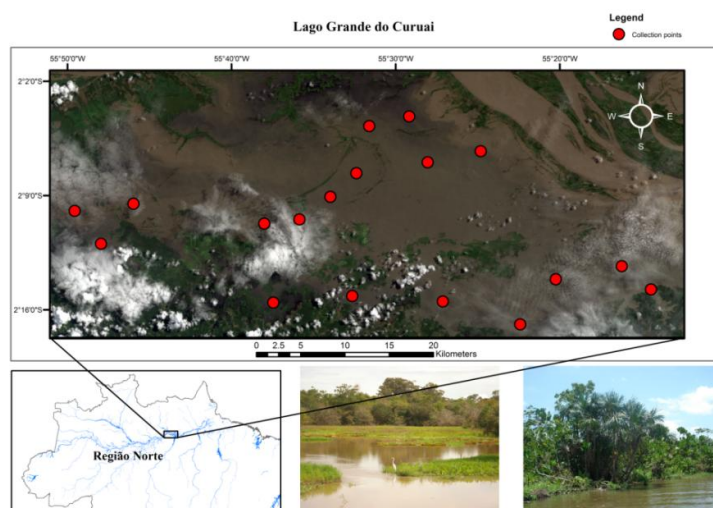 Lago Grande do Curuai
Legend
Collection points
55°50'0"W 55°40'0"W 55°30'0"W 55°20'0"W
2°2'0"S
N
W E
S
2°9'0"S
2°16'0"S
0 2.5 5 10 15 20
Kilometers
Região Norte